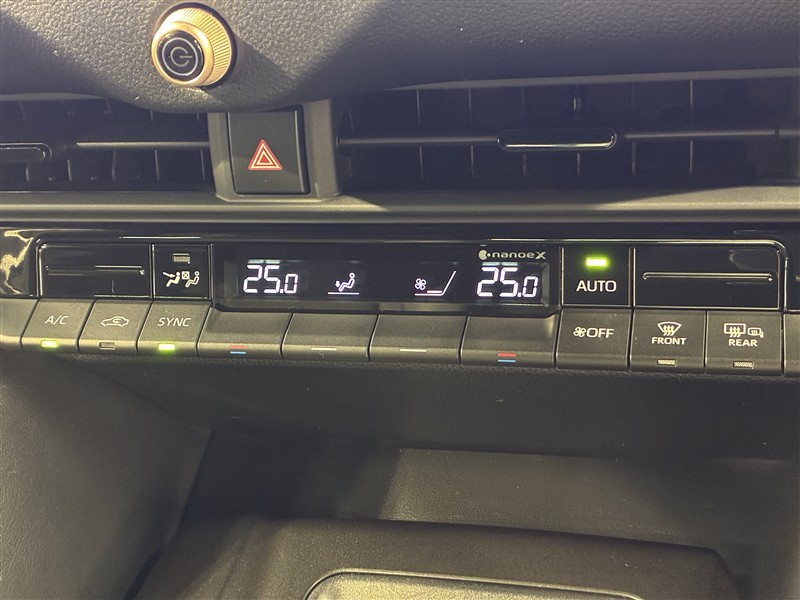 nanoeX
25.0
25.0
AUTO
A/C
SYNC
OFF
FRONT
REAR